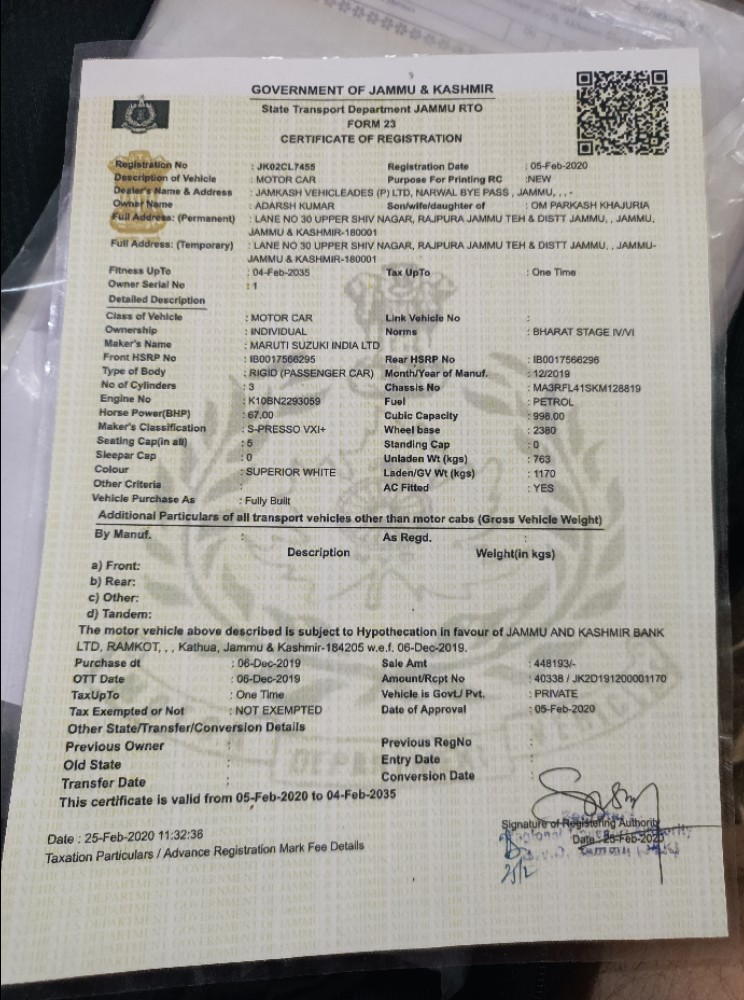 GOVERNMENT OF JAMMU & KASHMIR
State Transport Department JAMMU RTO
FORM 23
CERTIFICATE OF REGISTRATION
Registration No : JK02CL7455 Registration Date : 05-Feb-2020
Description of Vehicle : MOTOR CAR Purpose For Printing RC :NEW
Dealer's Name & Address : JAMKASH VEHICLEADES (P) LTD, NARWAL BYE PASS , JAMMU, , , -
Owner Name : ADARSH KUMAR Son/wife/daughter of : OM PARKASH KHAJURIA
Full Address: (Permanent) : LANE NO 30 UPPER SHIV NAGAR, RAJPURA JAMMU TEH & DISTT JAMMU, , JAMMU,
JAMMU & KASHMIR-180001
Full Address: (Temporary) : LANE NO 30 UPPER SHIV NAGAR, RAJPURA JAMMU TEH & DISTT JAMMU, , JAMMU-
JAMMU & KASHMIR-180001
Fitness UpTo : 04-Feb-2035 Tax UpTo : One Time
Owner Serial No : 1
Detailed Description
Class of Vehicle : MOTOR CAR Link Vehicle No :
Ownership : INDIVIDUAL Norms : BHARAT STAGE IV/VI
Maker's Name : MARUTI SUZUKI INDIA LTD
Front HSRP No : IB0017566295 Rear HSRP No : IB0017566296
Type of Body : RIGID (PASSENGER CAR) Month/Year of Manuf. : 12/2019
No of Cylinders : 3 Chassis No : MA3RFL41SKM128819
Engine No : K10BN2293059 Fuel : PETROL
Horse Power(BHP) : 67.00 Cubic Capacity : 998.00
Maker's Classification : S-PRESSO VXI+ Wheel base : 2380
Seating Cap(in all) : 5 Standing Cap : 0
Sleepar Cap : 0 Unladen Wt (kgs) : 763
Colour : SUPERIOR WHITE Laden/GV Wt (kgs) : 1170
Other Criteria : AC Fitted : YES
Vehicle Purchase As : Fully Built
Additional Particulars of all transport vehicles other than motor cabs (Gross Vehicle Weight)
By Manuf. : As Regd. :
Description Weight(in kgs)
a) Front:
b) Rear:
c) Other:
d) Tandem:
The motor vehicle above described is subject to Hypothecation in favour of JAMMU AND KASHMIR BANK
LTD, RAMKOT, , , Kathua, Jammu & Kashmir-184205 w.e.f. 06-Dec-2019.
Purchase dt : 06-Dec-2019 Sale Amt : 448193/-
OTT Date : 06-Dec-2019 Amount/Rcpt No : 40338 / JK2D191200001170
TaxUpTo : One Time Vehicle is Govt./ Pvt. : PRIVATE
Tax Exempted or Not : NOT EXEMPTED Date of Approval : 05-Feb-2020
Other State/Transfer/Conversion Details
Previous Owner : Previous RegNo :
Old State : Entry Date :
Transfer Date : Conversion Date :
This certificate is valid from 05-Feb-2020 to 04-Feb-2035
Signature of Registering Authority
Date : 25-Feb-2020 11:32:36 Date : 25-Feb-2020
Taxation Particulars / Advance Registration Mark Fee Details
25/2